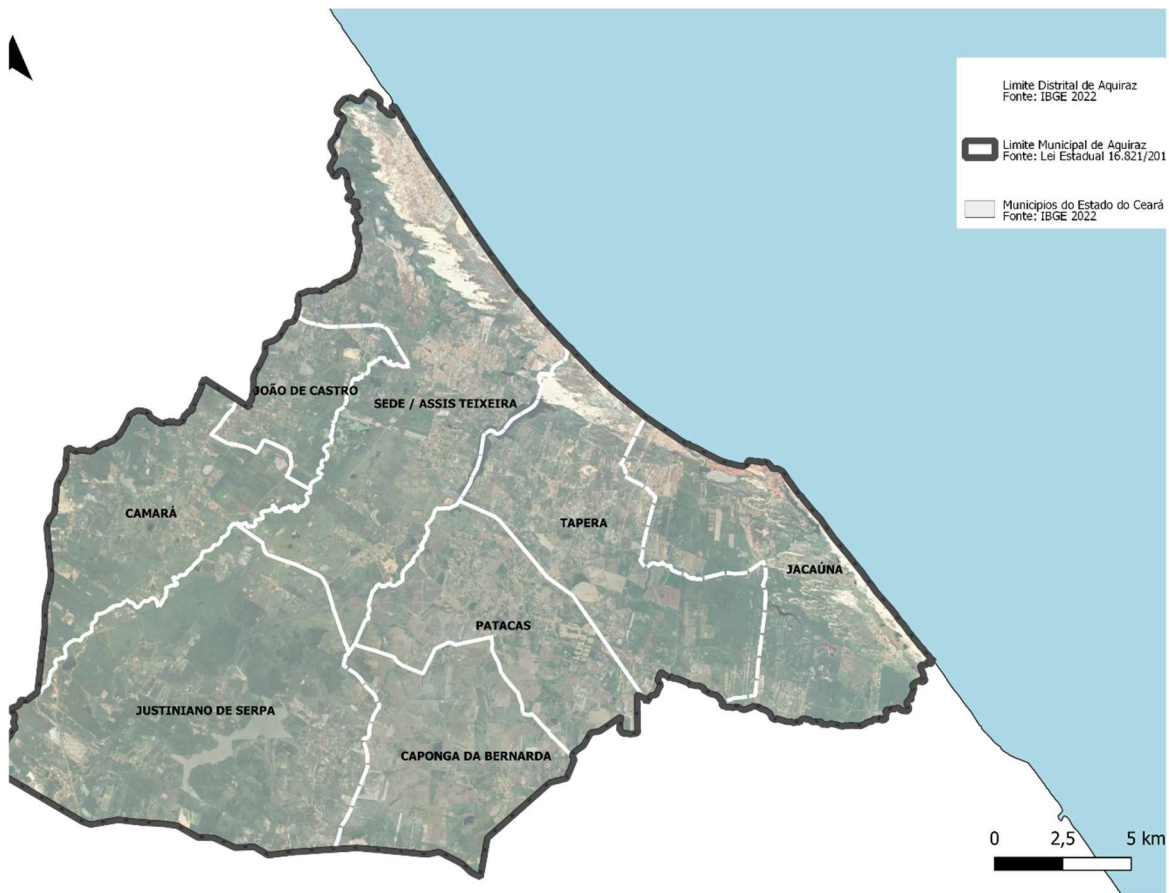 Limite Distrital de Aquiraz
Fonte: IBGE 2022
Limite Municipal de Aquiraz
Fonte: Lei Estadual 16.821/201
Municipios do Estado do Ceará
Fonte: IBGE 2022
JOÃO DE CASTRO
SEDE / ASSIS TEIXEIRA
CAMARÁ
TAPERA
JACAÚNA
PATACAS
JUSTINIANO DE SERPA
CAPONGA DA BERNARDA
0 2,5 5 km